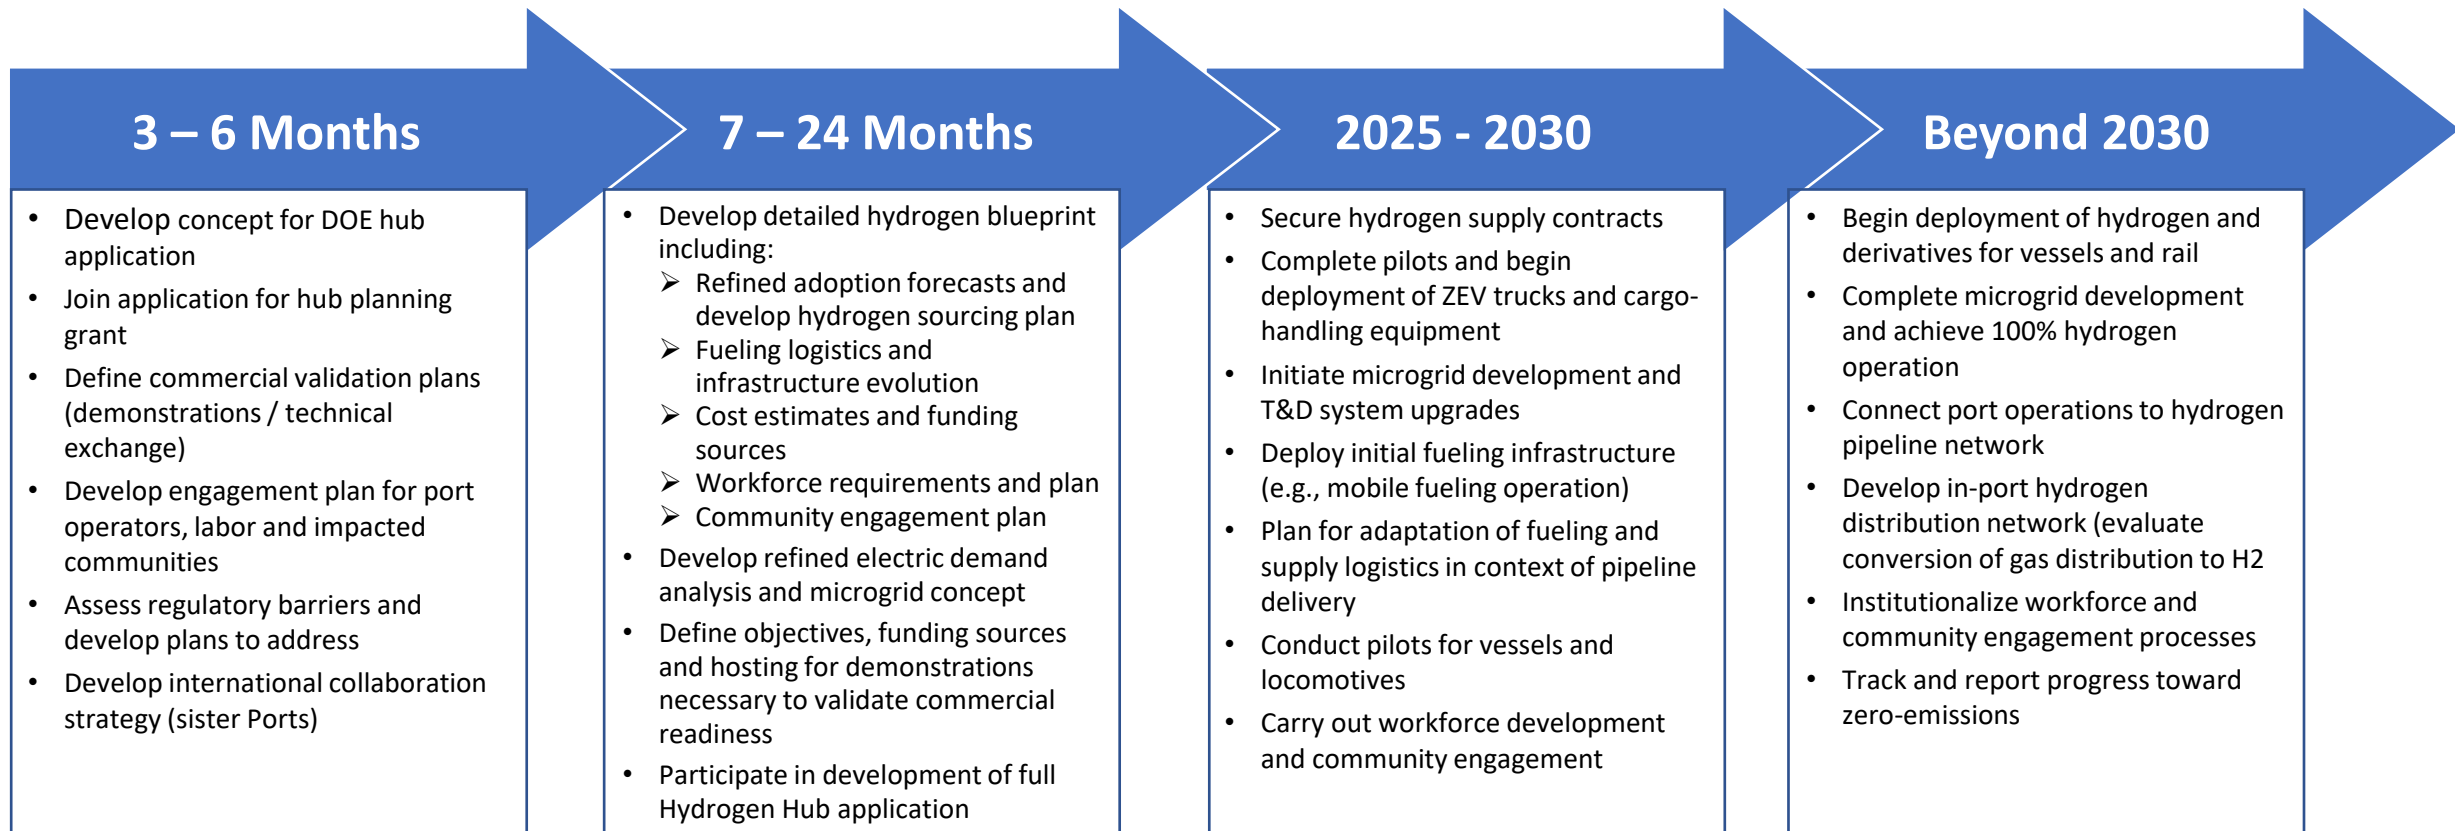 3 – 6 Months
• Develop concept for DOE hub
application
• Join application for hub planning
grant
• Define commercial validation plans
(demonstrations / technical
exchange)
• Develop engagement plan for port
operators, labor and impacted
communities
• Assess regulatory barriers and
develop plans to address
• Develop international collaboration
strategy (sister Ports)
7 – 24 Months
• Develop detailed hydrogen blueprint
including:
➢ Refined adoption forecasts and
develop hydrogen sourcing plan
➢ Fueling logistics and
infrastructure evolution
➢ Cost estimates and funding
sources
➢ Workforce requirements and plan
➢ Community engagement plan
• Develop refined electric demand
analysis and microgrid concept
• Define objectives, funding sources
and hosting for demonstrations
necessary to validate commercial
readiness
• Participate in development of full
Hydrogen Hub application
2025 - 2030
• Secure hydrogen supply contracts
• Complete pilots and begin
deployment of ZEV trucks and cargo-
handling equipment
• Initiate microgrid development and
T&D system upgrades
• Deploy initial fueling infrastructure
(e.g., mobile fueling operation)
• Plan for adaptation of fueling and
supply logistics in context of pipeline
delivery
• Conduct pilots for vessels and
locomotives
• Carry out workforce development
and community engagement
Beyond 2030
• Begin deployment of hydrogen and
derivatives for vessels and rail
• Complete microgrid development
and achieve 100% hydrogen
operation
• Connect port operations to hydrogen
pipeline network
• Develop in-port hydrogen
distribution network (evaluate
conversion of gas distribution to H2
• Institutionalize workforce and
community engagement processes
• Track and report progress toward
zero-emissions